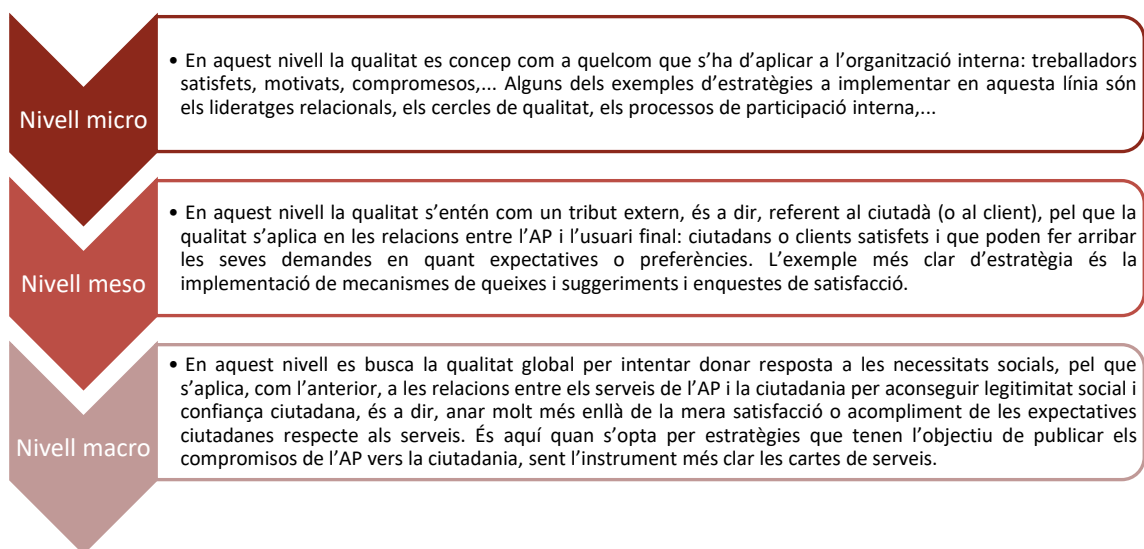 Nivell micro
• En aquest nivell la qualitat es concep com a quelcom que s’ha d’aplicar a l’organització interna: treballadors
satisfets, motivats, compromesos,... Alguns dels exemples d’estratègies a implementar en aquesta línia són
els lideratges relacionals, els cercles de qualitat, els processos de participació interna,...
Nivell meso
• En aquest nivell la qualitat s’entén com un tribut extern, és a dir, referent al ciutadà (o al client), pel que la
qualitat s’aplica en les relacions entre l’AP i l’usuari final: ciutadans o clients satisfets i que poden fer arribar
les seves demandes en quant expectatives o preferències. L’exemple més clar d’estratègia és la
implementació de mecanismes de queixes i suggeriments i enquestes de satisfacció.
Nivell macro
• En aquest nivell es busca la qualitat global per intentar donar resposta a les necessitats socials, pel que
s’aplica, com l’anterior, a les relacions entre els serveis de l’AP i la ciutadania per aconseguir legitimitat social i
confiança ciutadana, és a dir, anar molt més enllà de la mera satisfacció o acompliment de les expectatives
ciutadanes respecte als serveis. És aquí quan s’opta per estratègies que tenen l’objectiu de publicar els
compromisos de l’AP vers la ciutadania, sent l’instrument més clar les cartes de serveis.